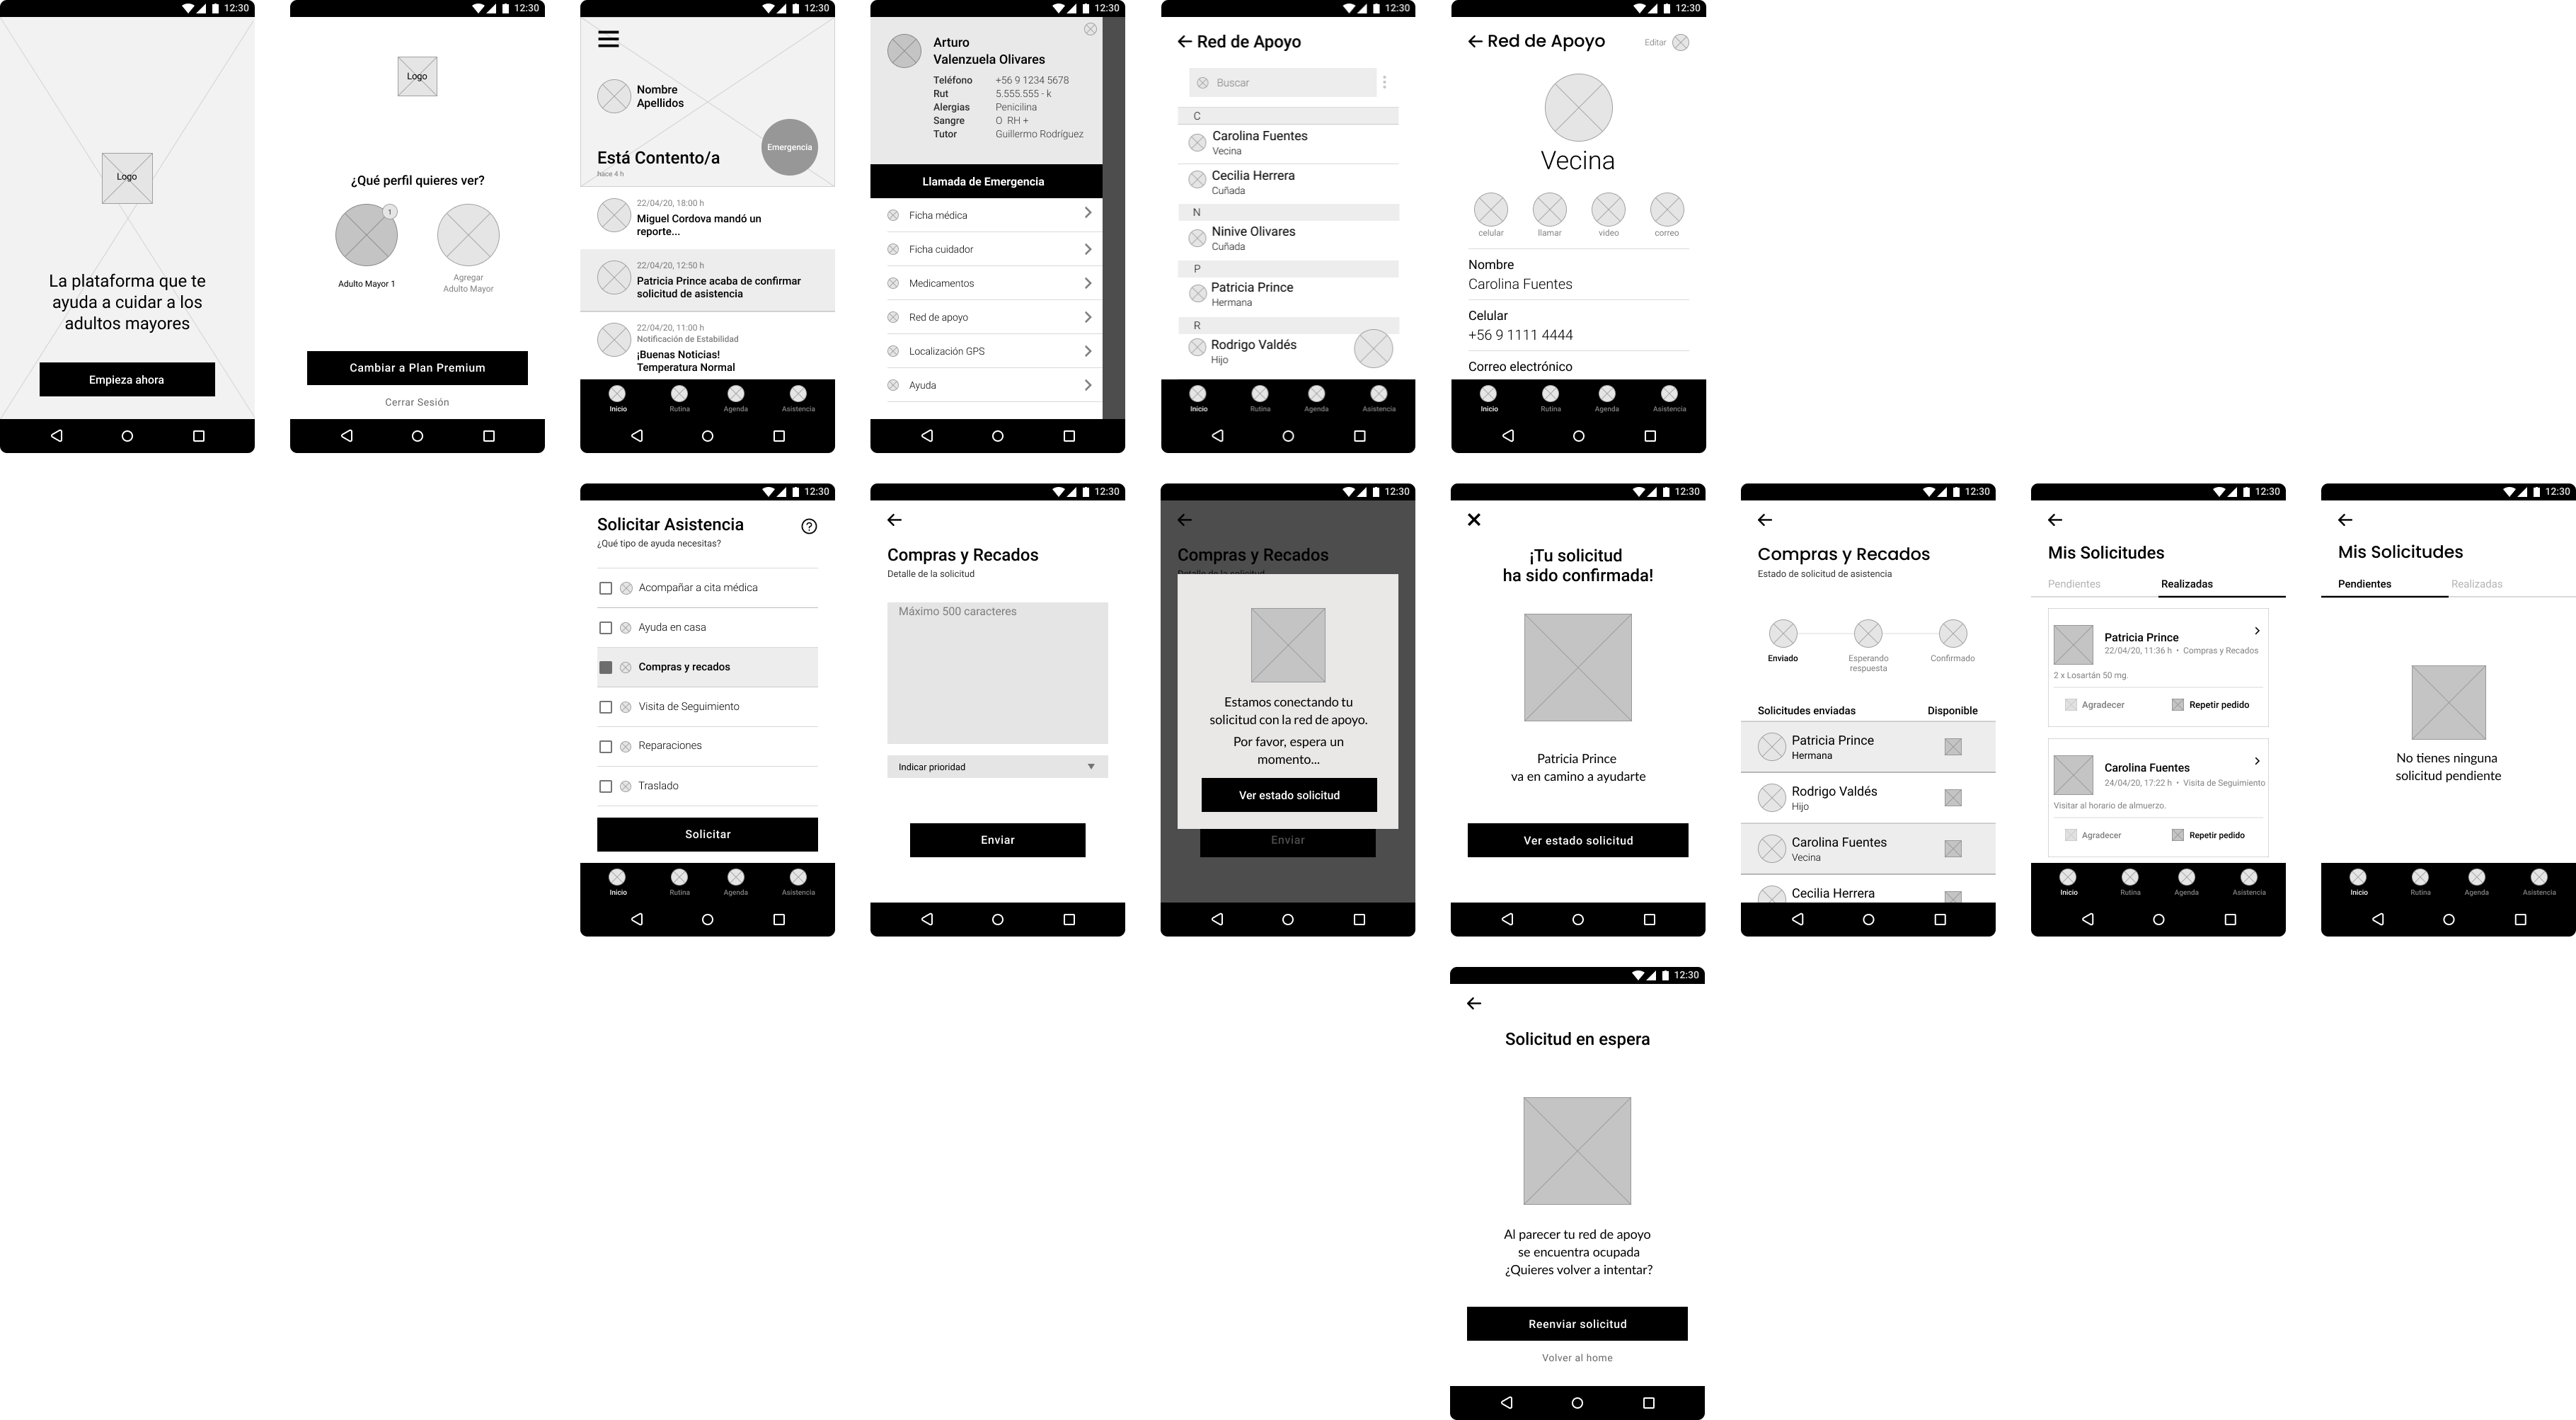 12:30
Logo
La plataforma que te
ayuda a cuidar a los
adultos mayores
Empieza ahora
12:30
Logo
¿Qué perfil quieres ver?
1
Adulto Mayor 1
Agregar
Adulto Mayor
Cambiar a Plan Premium
Cerrar Sesión
12:30
Nombre
Apellidos
Emergencia
Está Contento/a
hace 4 h
22/04/20, 18:00 h
Miguel Cordova mandó un
reporte...
22/04/20, 12:50 h
Patricia Prince acaba de confirmar
solicitud de asistencia
22/04/20, 11:00 h
Notificación de Estabilidad
¡Buenas Noticias!
Temperatura Normal
Inicio Rutina Agenda Asistencia
12:30
Arturo
Valenzuela Olivares
Teléfono +56 9 1234 5678
Rut 5.555.555 - k
Alergias Penicilina
Sangre O RH +
Tutor Guillermo Rodríguez
Llamada de Emergencia
Ficha médica
Ficha cuidador
Medicamentos
Red de apoyo
Localización GPS
Ayuda
12:30
Red de Apoyo
Buscar
C
Carolina Fuentes
Vecina
Cecilia Herrera
Cuñada
N
Ninive Olivares
Cuñada
P
Patricia Prince
Hermana
R
Rodrigo Valdés
Hijo
Inicio Rutina Agenda Asistencia
12:30
Red de Apoyo Editar
Vecina
celular llamar video correo
Nombre
Carolina Fuentes
Celular
+56 9 1111 4444
Correo electrónico
Inicio Rutina Agenda Asistencia
12:30
Solicitar Asistencia ?
¿Qué tipo de ayuda necesitas?
Acompañar a cita médica
Ayuda en casa
Compras y recados
Visita de Seguimiento
Reparaciones
Traslado
Solicitar
Inicio Rutina Agenda Asistencia
12:30
Compras y Recados
Detalle de la solicitud
Máximo 500 caracteres
Indicar prioridad
Enviar
12:30
Compras y Recados
Detalle de la solicitud
Estamos conectando tu
solicitud con la red de apoyo.
Por favor, espera un
momento...
Ver estado solicitud
Enviar
12:30
¡Tu solicitud
ha sido confirmada!
Patricia Prince
va en camino a ayudarte
Ver estado solicitud
12:30
Compras y Recados
Estado de solicitud de asistencia
Enviado Esperando Confirmado
respuesta
Solicitudes enviadas Disponible
Patricia Prince
Hermana
Rodrigo Valdés
Hijo
Carolina Fuentes
Vecina
Cecilia Herrera
12:30
Mis Solicitudes
Pendientes Realizadas
Patricia Prince
22/04/20, 11:36 h • Compras y Recados
2 x Losartán 50 mg.
Agradecer Repetir pedido
Carolina Fuentes
24/04/20, 17:22 h • Visita de Seguimiento
Visitar al horario de almuerzo.
Agradecer Repetir pedido
Inicio Rutina Agenda Asistencia
12:30
Mis Solicitudes
Pendientes Realizadas
No tienes ninguna
solicitud pendiente
Inicio Rutina Agenda Asistencia
12:30
Solicitud en espera
Al parecer tu red de apoyo
se encuentra ocupada
¿Quieres volver a intentar?
Reenviar solicitud
Volver al home